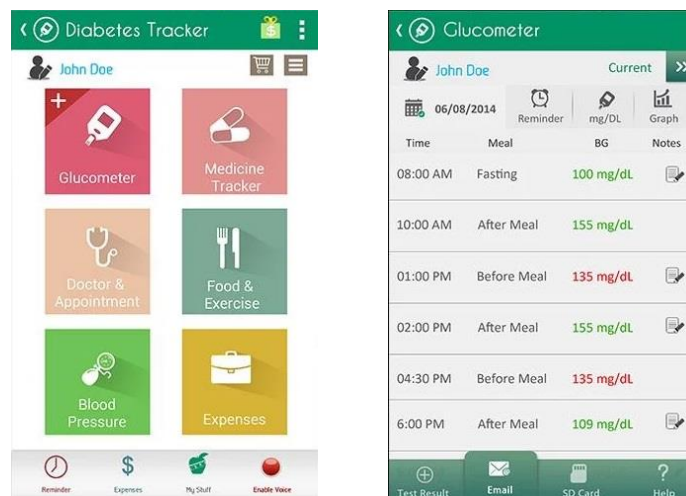 Diabetes Tracker
John Doe
Glucometer
Medicine
Tracker
Doctor &
Appointment
Food &
Exercise
Blood
Pressure
Expenses
Reminder
Expenses
My Stuff
Enable Voice
Glucometer
John Doe
Current
06/08/2014
Reminder
mg/DL
Graph
Time Meal BG Notes
08:00 AM Fasting 100 mg/dL
10:00 AM After Meal 155 mg/dL
01:00 PM Before Meal 135 mg/dL
02:00 PM After Meal 155 mg/dL
04:30 PM Before Meal 135 mg/dL
6:00 PM After Meal 109 mg/dL
Test Result
Email
SD Card
Help